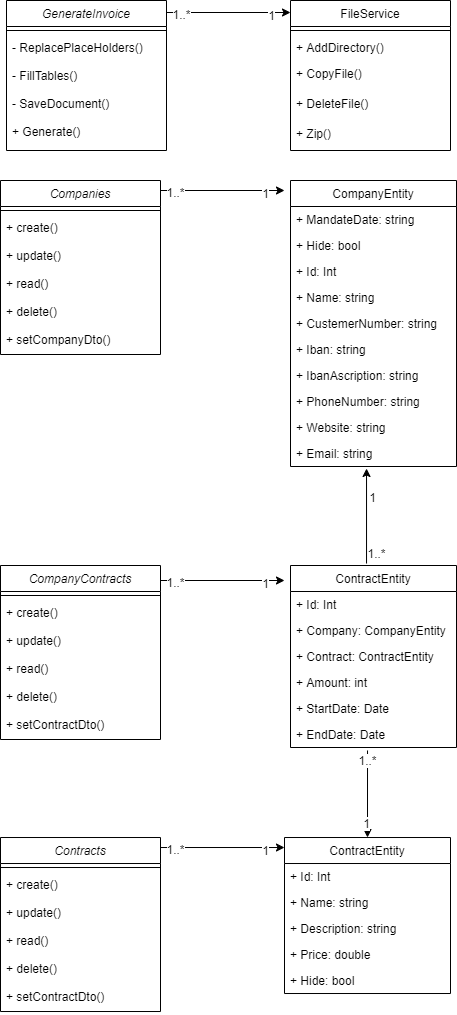 GenerateInvoice
- ReplacePlaceHolders()
- FillTables()
- SaveDocument()
+ Generate()
1..*
1
FileService
+ AddDirectory()
+ CopyFile()
+ DeleteFile()
+ Zip()
Companies
+ create()
+ update()
+ read()
+ delete()
+ setCompanyDto()
1..*
1
CompanyEntity
+ MandateDate: string
+ Hide: bool
+ Id: Int
+ Name: string
+ CustemerNumber: string
+ Iban: string
+ IbanAscription: string
+ PhoneNumber: string
+ Website: string
+ Email: string
1
1..*
CompanyContracts
+ create()
+ update()
+ read()
+ delete()
+ setContractDto()
1..*
1
ContractEntity
+ Id: Int
+ Company: CompanyEntity
+ Contract: ContractEntity
+ Amount: int
+ StartDate: Date
+ EndDate: Date
1..*
1
Contracts
+ create()
+ update()
+ read()
+ delete()
+ setContractDto()
1..*
1
ContractEntity
+ Id: Int
+ Name: string
+ Description: string
+ Price: double
+ Hide: bool